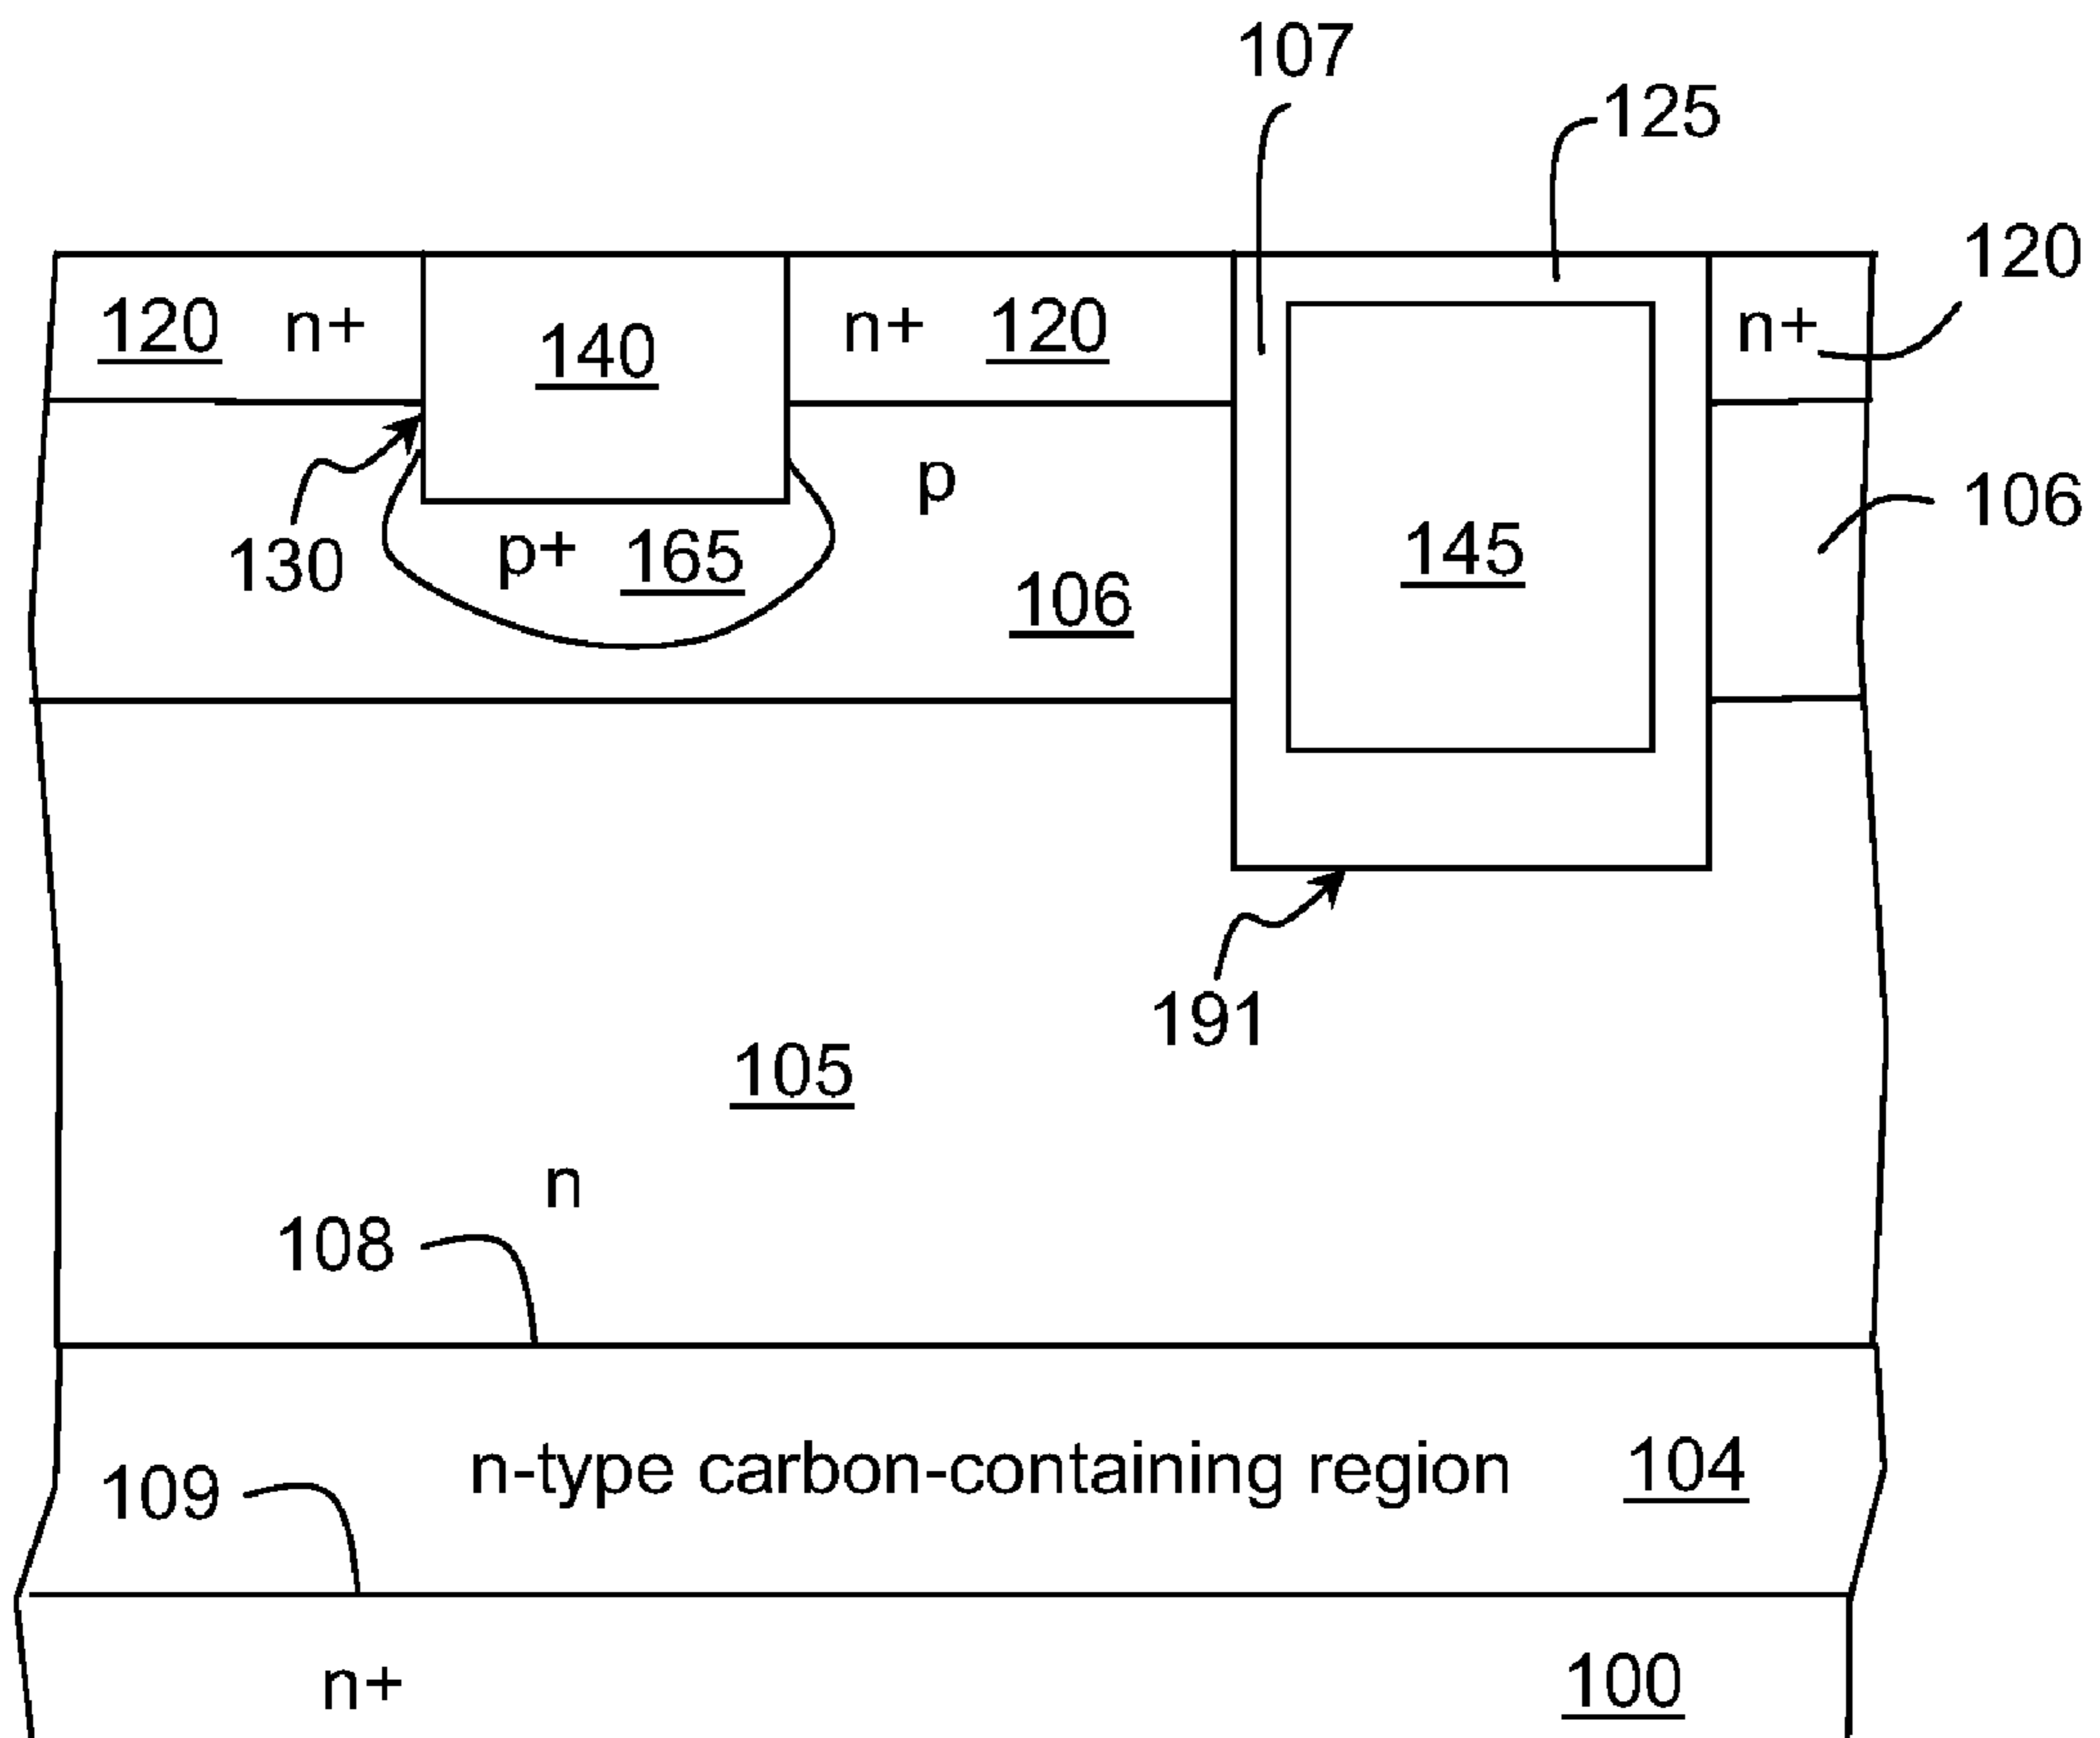 107
125
120
120 n+
140
n+ 120
n+
p
106
130
p+ 165
145
106
191
105
n
108
n-type carbon-containing region 104
109
n+
100